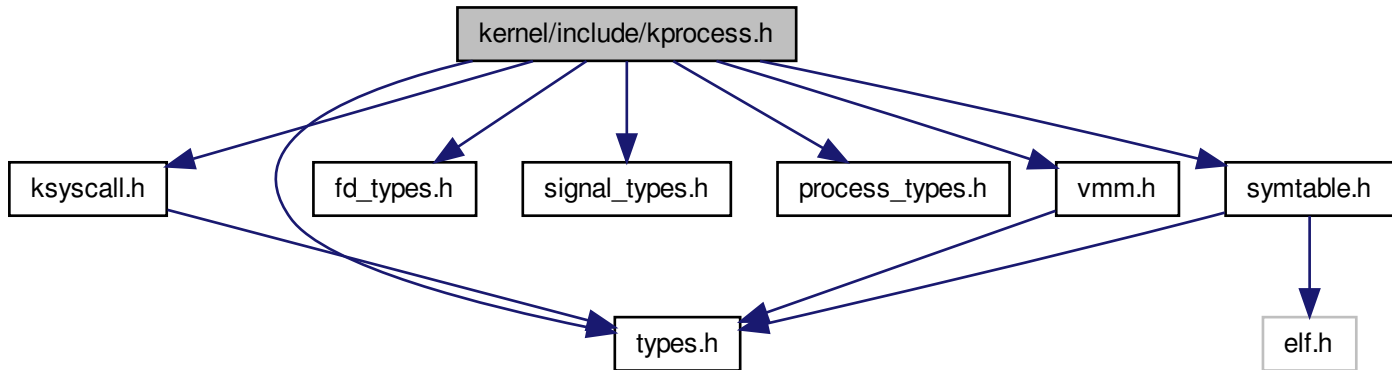 kernel/include/kprocess.h
ksyscall.h
fd_types.h
signal_types.h
process_types.h
vmm.h
symtable.h
types.h
elf.h